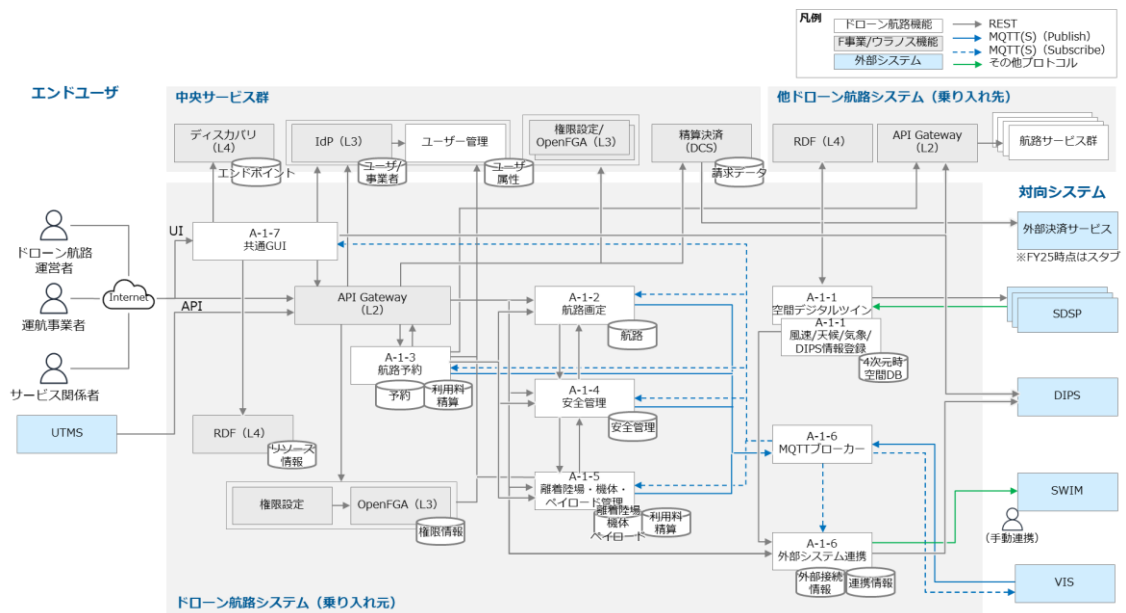 凡例
ドローン航路機能
F事業/ウラノス機能
外部システム
REST
MQTT(S)（Publish）
MQTT(S)（Subscribe）
その他プロトコル
エンドユーザ
中央サービス群
他ドローン航路システム（乗り入れ先）
ディスカバリ
（L4）
エンドポイント
IdP（L3）
ユーザ/
事業者
ユーザー管理
ユーザ
属性
権限設定/
OpenFGA（L3）
精算決済
（DCS）
請求データ
RDF（L4）
API Gateway
（L2）
航路サービス群
対向システム
ドローン航路
運営者
Internet
運航事業者
サービス関係者
UTMS
UI
API
A-1-7
共通GUI
API Gateway
（L2）
A-1-3
航路予約
予約
利用料
精算
RDF（L4）
リソース
情報
権限設定
OpenFGA（L3）
権限情報
A-1-2
航路画定
航路
A-1-4
安全管理
安全管理
A-1-5
離着陸場・機体・
ペイロード管理
離着陸場
機体
ペイロード
利用料
精算
A-1-1
空間デジタルツイン
A-1-1
風速/天候/気象/
DIPS情報登録
4次元時
空間DB
A-1-6
MQTTブローカー
A-1-6
外部システム連携
外部接続
情報
連携情報
外部決済サービス
※FY25時点はスタブ
SDSP
DIPS
SWIM
（手動連携）
VIS
ドローン航路システム（乗り入れ元）